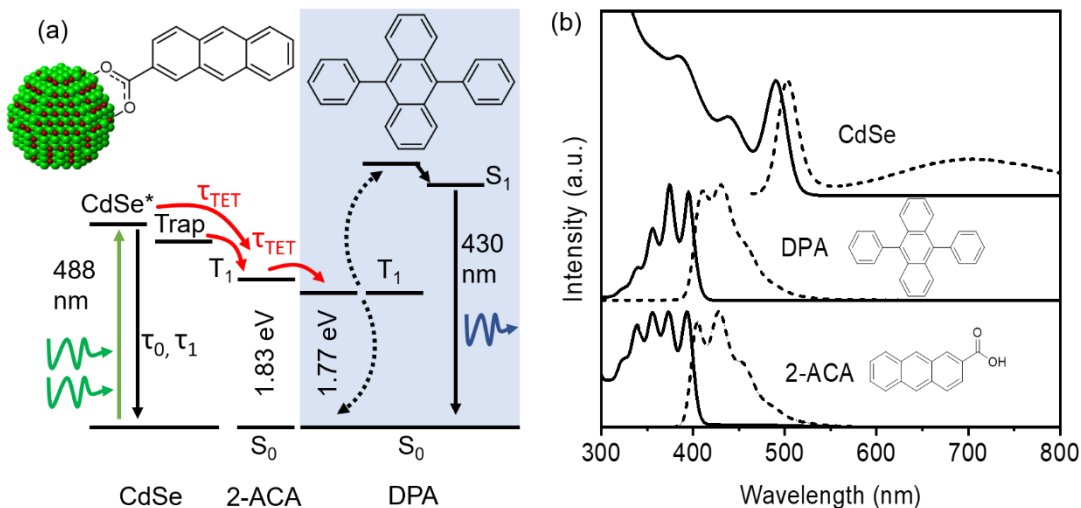 (a)
O
O
CdSe*
τTET
Trap
τTET
T₁
T₁
S₁
488
nm
430
nm
τ₀, τ₁
1.83 eV
1.77 eV
S₀
S₀
CdSe
2-ACA
DPA
(b)
CdSe
DPA
2-ACA
O
OH
Intensity (a.u.)
300
400
500
600
700
800
Wavelength (nm)